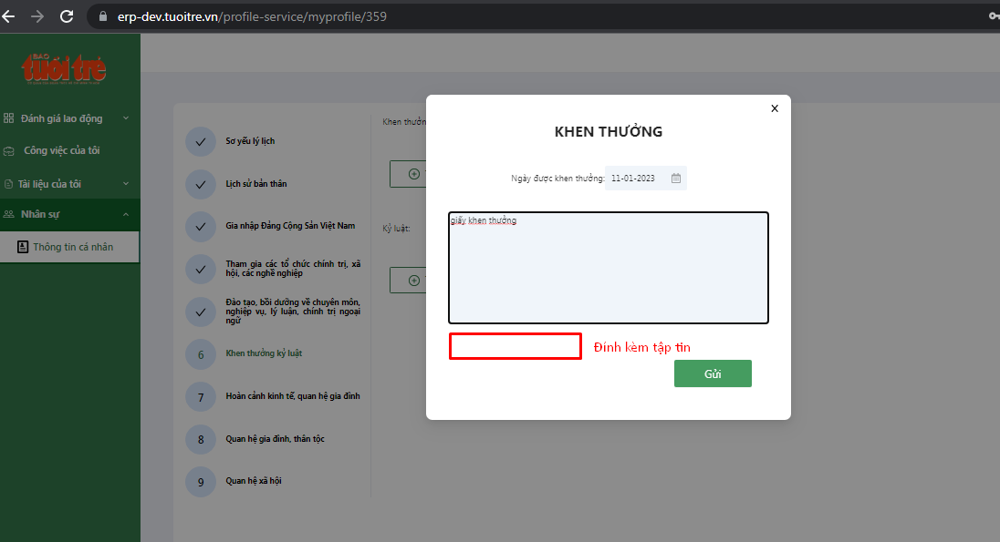 erp-dev.tuoitre.vn/profile-service/myprofile/359
BÁO
tuổi trẻ
Đánh giá lao động
Công việc của tôi
Tài liệu của tôi
Nhân sự
Thông tin cá nhân
Sơ yếu lý lịch
Lịch sử bản thân
Gia nhập Đảng Cộng Sản Việt Nam
Tham gia các tổ chức chính trị, xã
hội, các nghề nghiệp
Đào tạo, bồi dưỡng về chuyên môn,
nghiệp vụ, lý luận, chính trị ngoại
ngữ
6 Khen thưởng kỷ luật
7 Hoàn cảnh kinh tế, quan hệ gia đình
8 Quan hệ gia đình, thân tộc
9 Quan hệ xã hội
Khen thưởn
Kỷ luật:
KHEN THƯỞNG
Ngày được khen thưởng: 11-01-2023
giấy khen thưởng
Đính kèm tập tin
Gửi